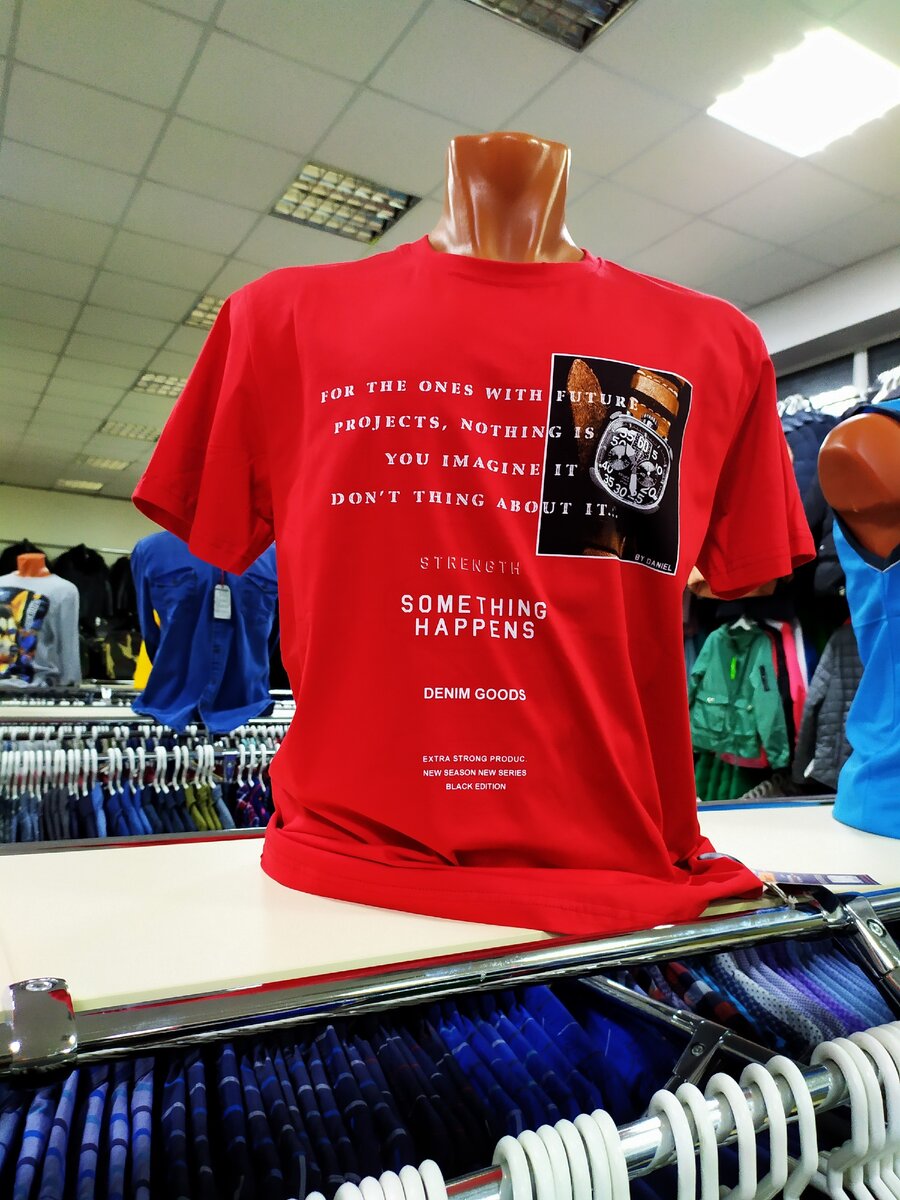 FOR THE ONES WITH FUTURE
PROJECTS, NOTHING IS
YOU IMAGINE IT
DON'T THING ABOUT IT...
BY DANIEL
STRENGTH
SOMETHING
HAPPENS
DENIM GOODS
EXTRA STRONG PRODUC.
NEW SEASON NEW SERIES
BLACK EDITION